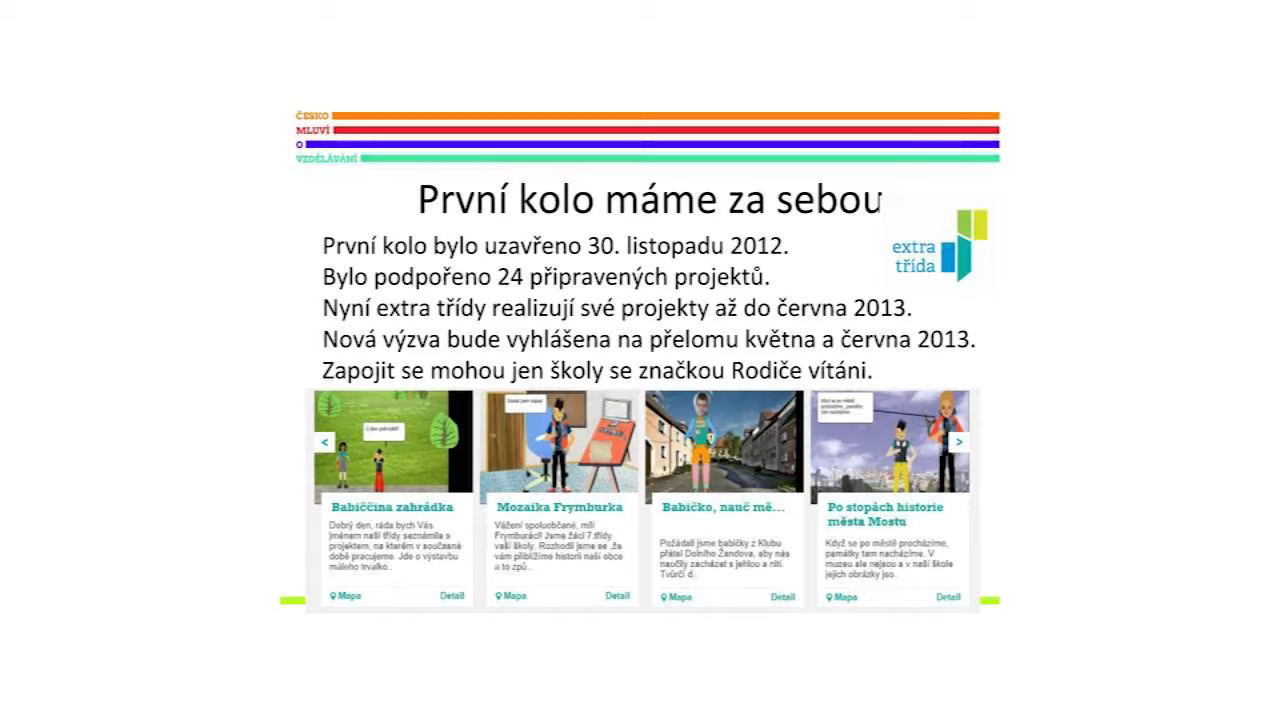 ČESKO
MLUVÍ
O
VZDĚLÁVÁNÍ
První kolo máme za sebou
extra
třída
První kolo bylo uzavřeno 30. listopadu 2012.
Bylo podpořeno 24 připravených projektů.
Nyní extra třídy realizují své projekty až do června 2013.
Nová výzva bude vyhlášena na přelomu května a června 2013.
Zapojit se mohou jen školy se značkou Rodiče vítáni.
<
>
Babiččina zahrádka
Dobrý den, ráda bych Vás
jménem naší třídy seznámila s
projektem, na kterém v současné
době pracujeme. Jde o výstavbu
malého trvalko..
Mapa Detail
Mozaika Frymburka
Vážení spoluobčané, milí
Frymburáci! Jsme žáci 7.třídy
vaší školy. Rozhodli jsme se ,že
vám přiblížíme historii naší obce
a to způ..
Mapa Detail
Babičko, nauč mě...
Požádali jsme babičky z Klubu
přátel Dolního Žandova, aby nás
naučily zacházet s jehlou a nití.
Tvůrčí d..
Mapa Detail
Po stopách historie
města Mostu
Když se po městě procházíme,
památky tam nacházíme. V
muzeu ale nejsou a v naší škole
jejich obrázky jso..
Mapa Detail